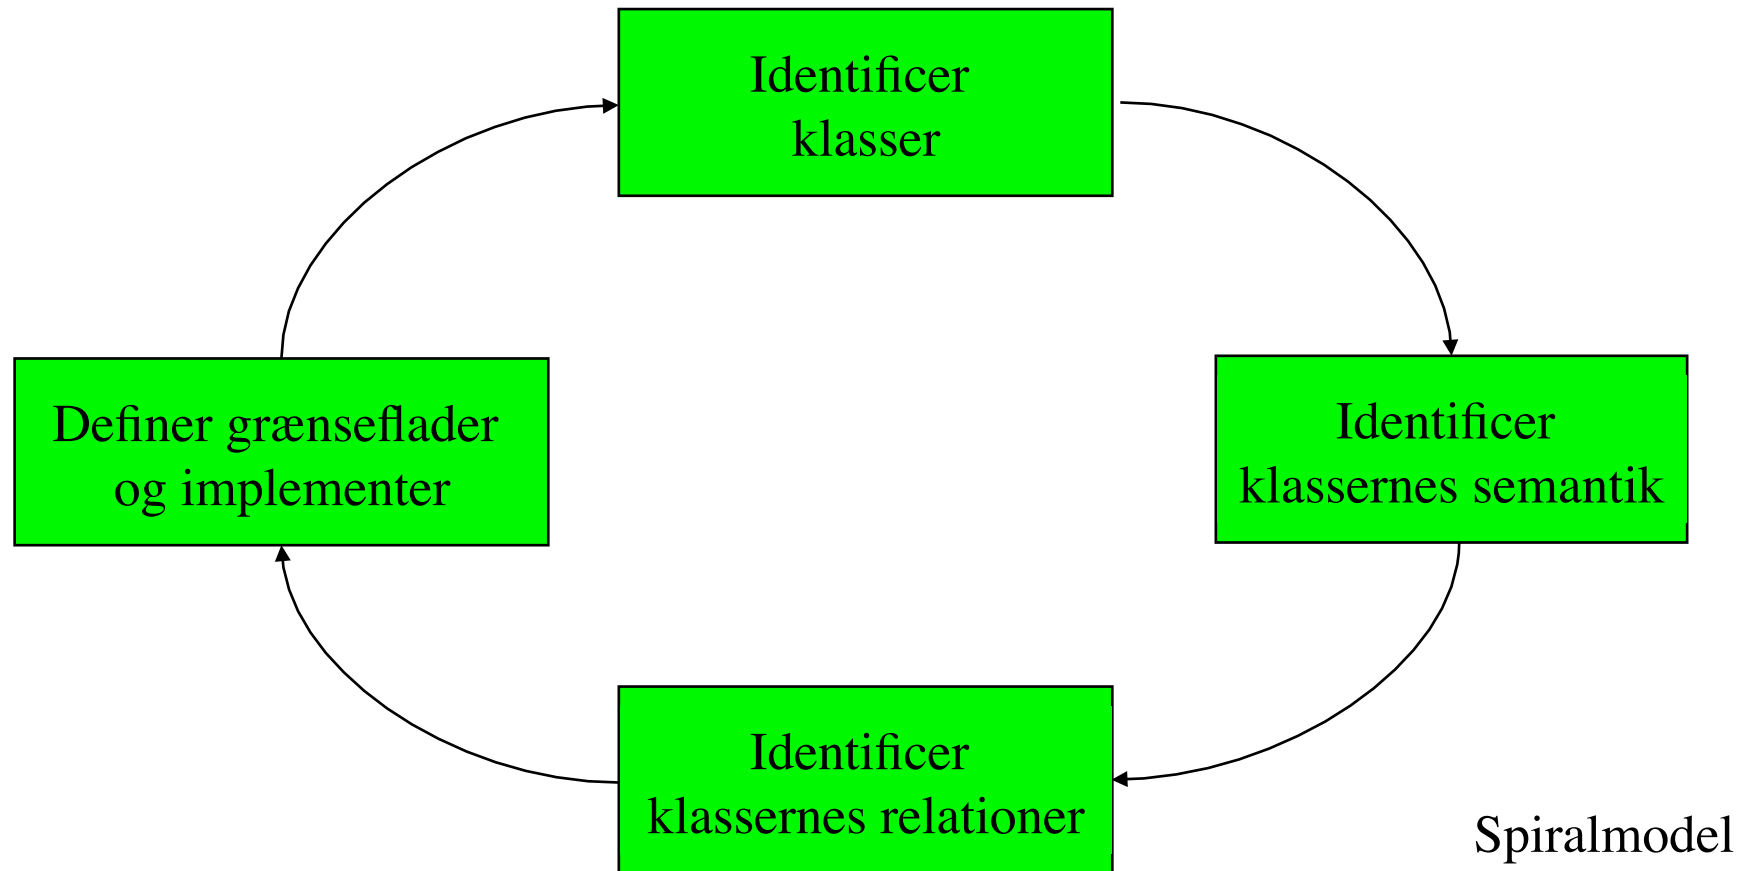 Identificer
klasser
Identificer
klassernes semantik
Identificer
klassernes relationer
Definer grænseflader
og implementer
Spiralmodel